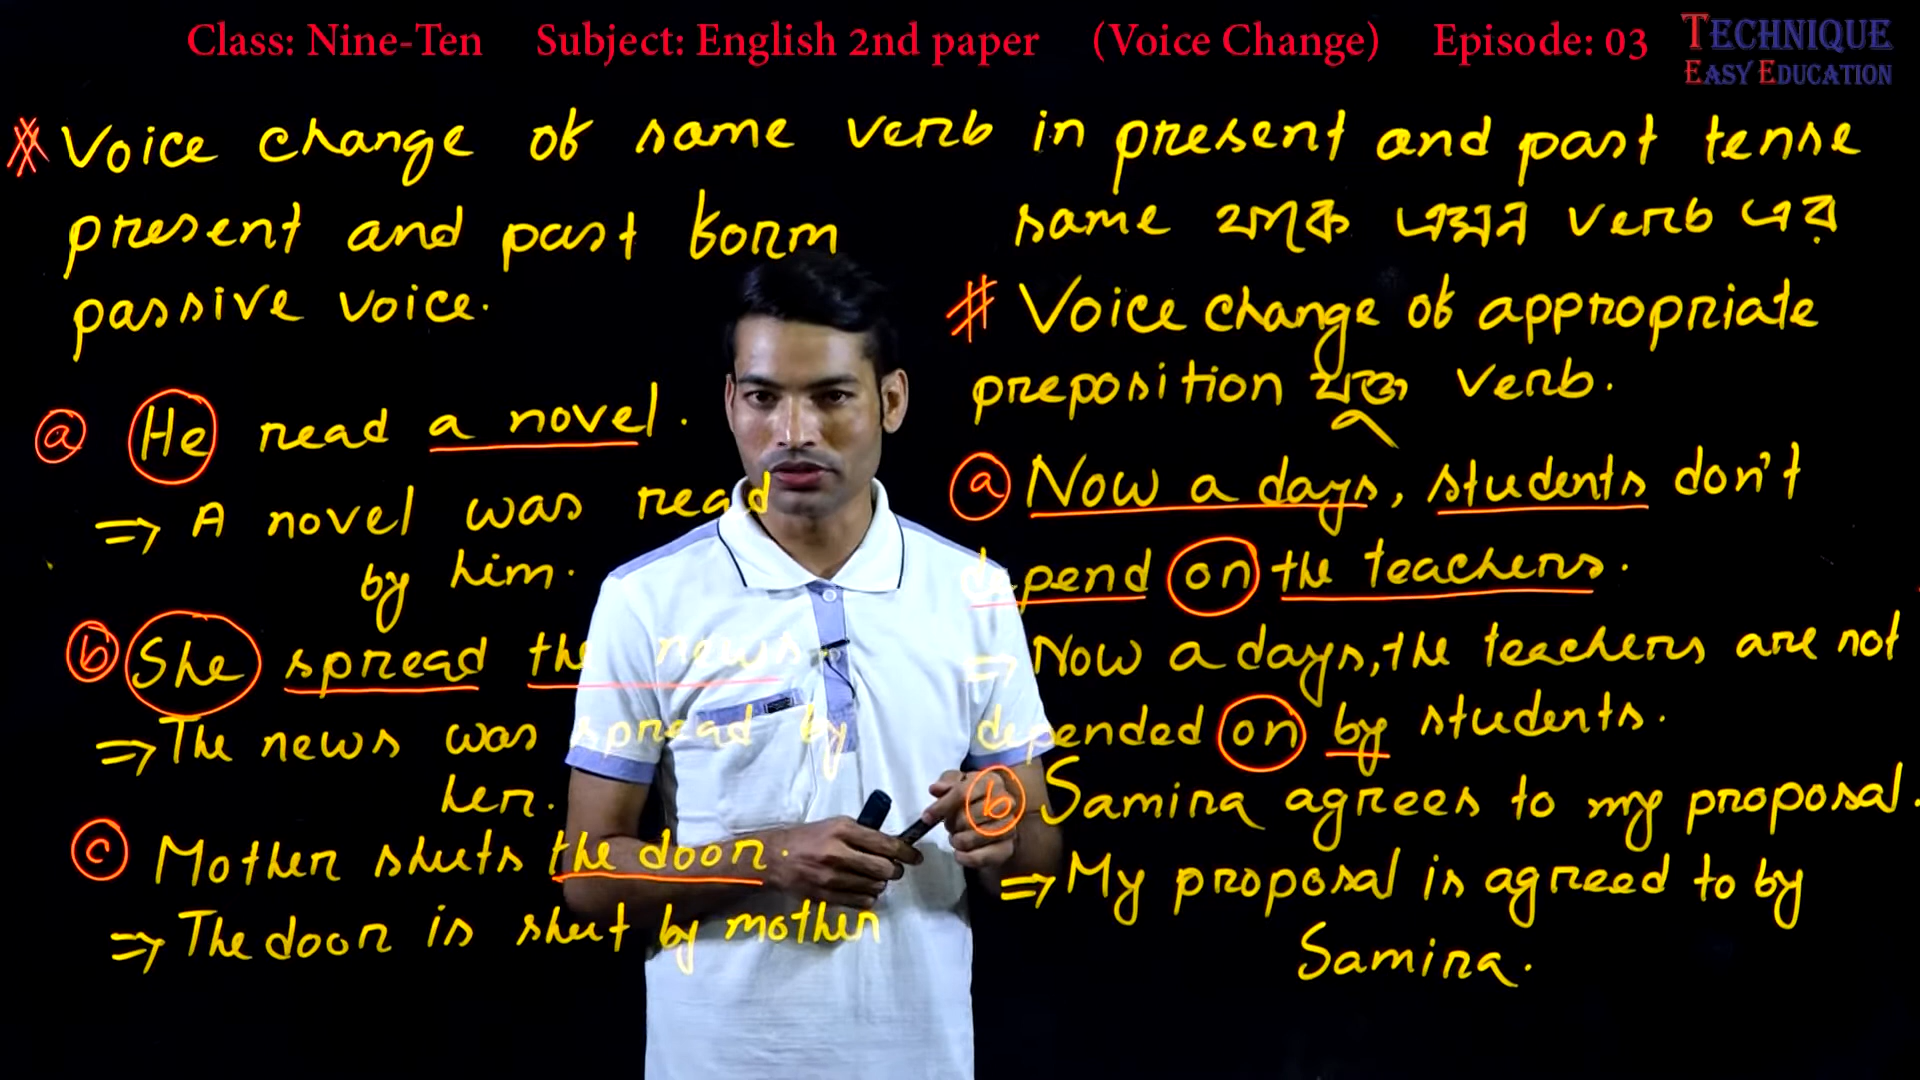 Class: Nine-Ten Subject: English 2nd paper (Voice Change) Episode: 03
TECHNIQUE
EASY EDUCATION
Voice change of same verb in present and past tense
present and past form same থাকে এমন verb এর
passive voice.
# Voice change of appropriate
preposition যুক্ত verb.
a He read a novel.
⇒ A novel was read
by him.
b She spread the news.
⇒ The news was spread by
her.
c Mother shuts the door.
⇒ The door is shut by mother
a Now a days, students don't
depend on the teachers.
⇒ Now a days, the teachers are not
depended on by students.
b Samira agrees to my proposal.
⇒ My proposal is agreed to by
Samira.